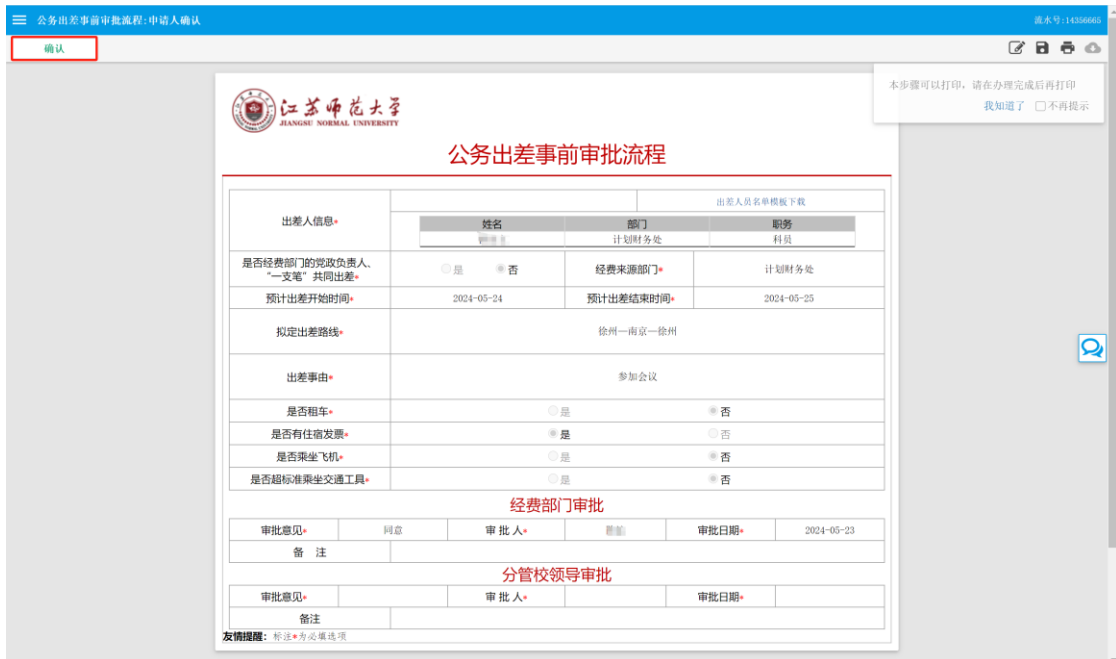 公务出差事前审批流程:申请人确认 流水号:14356665
确认
本步骤可以打印，请在办理完成后再打印
我知道了 不再提示
江苏师范大学
JIANGSU NORMAL UNIVERSITY
公务出差事前审批流程
出差人员名单模板下载
出差人信息*
姓名 部门 职务
计划财务处 科员
是否经费部门的党政负责人、
“一支笔”共同出差* 是 否 经费来源部门* 计划财务处
预计出差开始时间* 2024-05-24 预计出差结束时间* 2024-05-25
拟定出差路线* 徐州—南京—徐州
出差事由* 参加会议
是否租车* 是 否
是否有住宿发票* 是 否
是否乘坐飞机* 是 否
是否超标准乘坐交通工具* 是 否
经费部门审批
审批意见* 同意 审 批 人* 审批日期* 2024-05-23
备 注
分管校领导审批
审批意见* 审 批 人* 审批日期*
备注
友情提醒：标注*为必填选项